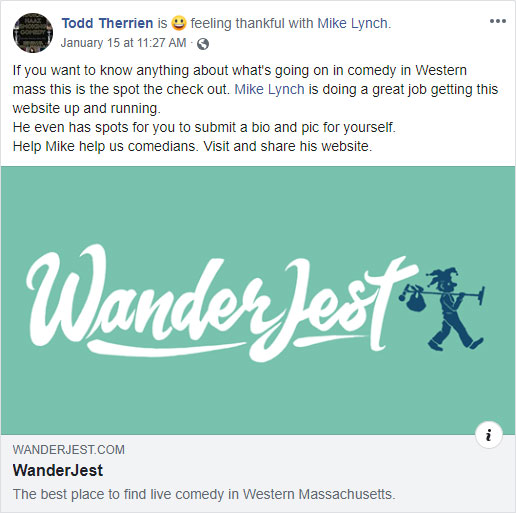 Todd Therrien is feeling thankful with Mike Lynch.
January 15 at 11:27 AM ·
If you want to know anything about what's going on in comedy in Western
mass this is the spot the check out. Mike Lynch is doing a great job getting this
website up and running.
He even has spots for you to submit a bio and pic for yourself.
Help Mike help us comedians. Visit and share his website.
WanderJest
WANDERJEST.COM
WanderJest
The best place to find live comedy in Western Massachusetts.